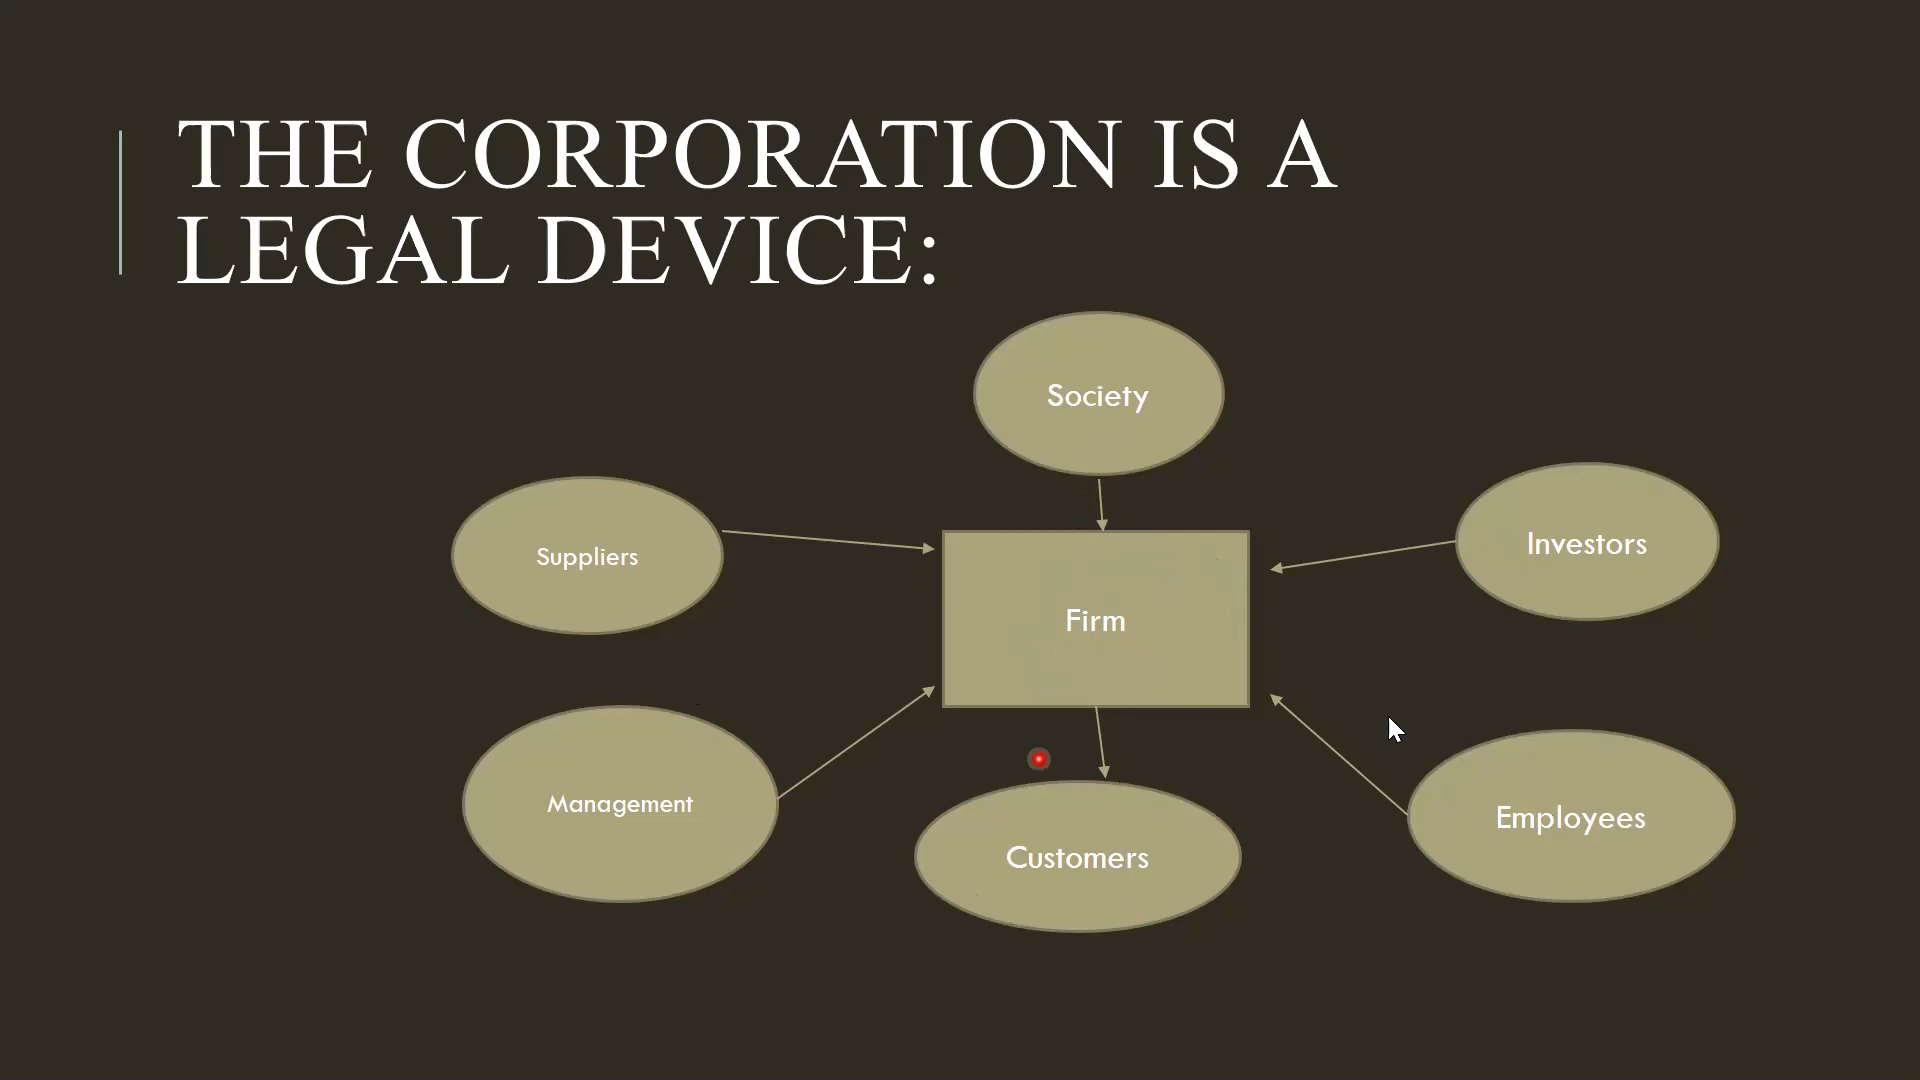 THE CORPORATION IS A
LEGAL DEVICE:
Society
Suppliers
Investors
Firm
Management
Customers
Employees